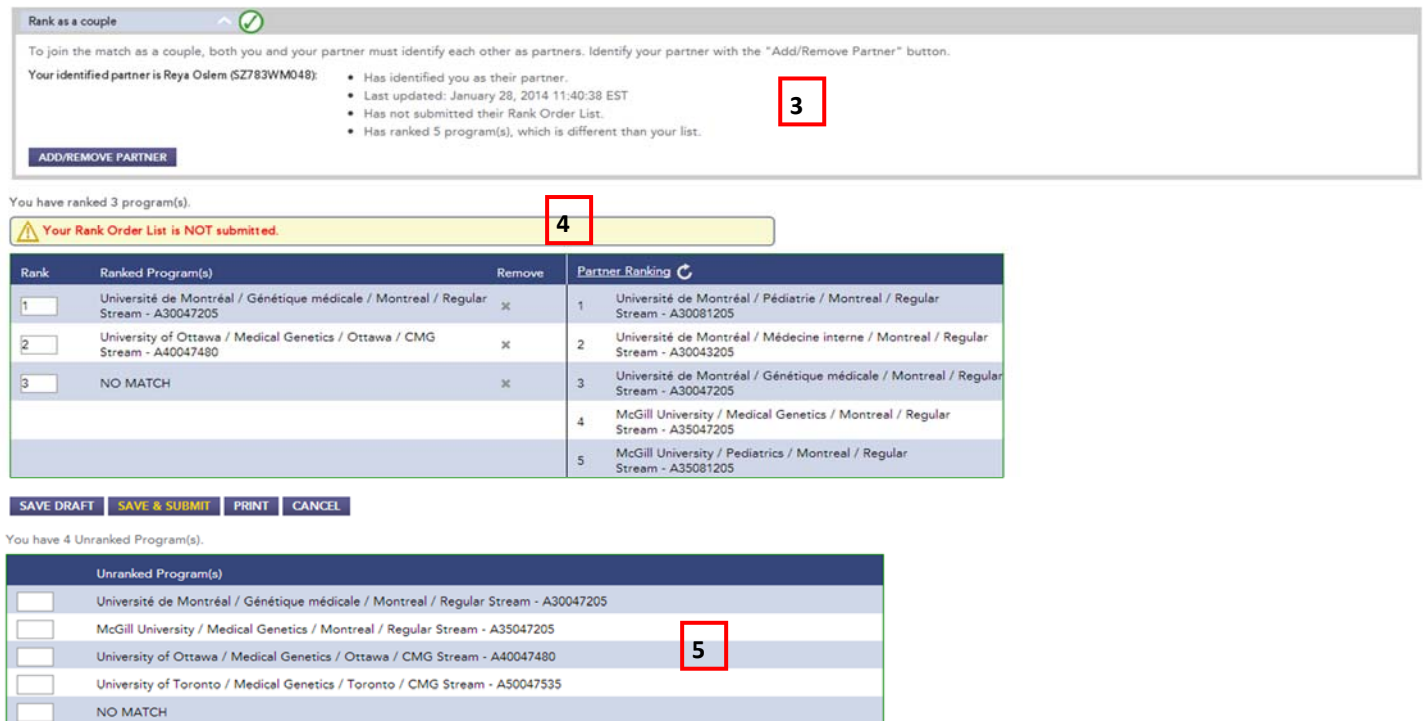 Rank as a couple
To join the match as a couple, both you and your partner must identify each other as partners. Identify your partner with the "Add/Remove Partner" button.
Your identified partner is Reya Oslem (SZ783WM048):
• Has identified you as their partner.
• Last updated: January 28, 2014 11:40:38 EST
• Has not submitted their Rank Order List.
• Has ranked 5 program(s), which is different than your list.
3
ADD/REMOVE PARTNER
You have ranked 3 program(s).
Your Rank Order List is NOT submitted.
4
Rank Ranked Program(s) Remove Partner Ranking
1 Université de Montréal / Génétique médicale / Montreal / Regular
Stream - A30047205
1 Université de Montréal / Pédiatrie / Montreal / Regular
Stream - A30081205
2 University of Ottawa / Medical Genetics / Ottawa / CMG
Stream - A40047480
2 Université de Montréal / Médecine interne / Montreal / Regular
Stream - A30043205
3 NO MATCH
3 Université de Montréal / Génétique médicale / Montreal / Regular
Stream - A30047205
4 McGill University / Medical Genetics / Montreal / Regular
Stream - A35047205
5 McGill University / Pediatrics / Montreal / Regular
Stream - A35081205
SAVE DRAFT SAVE & SUBMIT PRINT CANCEL
You have 4 Unranked Program(s).
Unranked Program(s)
Université de Montréal / Génétique médicale / Montreal / Regular Stream - A30047205
McGill University / Medical Genetics / Montreal / Regular Stream - A35047205
University of Ottawa / Medical Genetics / Ottawa / CMG Stream - A40047480
5
University of Toronto / Medical Genetics / Toronto / CMG Stream - A50047535
NO MATCH